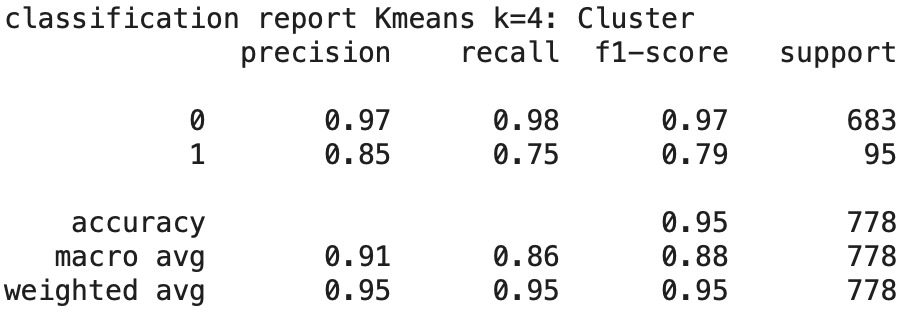 classification report Kmeans k=4: Cluster
precision recall f1-score support
0 0.97 0.98 0.97 683
1 0.85 0.75 0.79 95
accuracy 0.95 778
macro avg 0.91 0.86 0.88 778
weighted avg 0.95 0.95 0.95 778